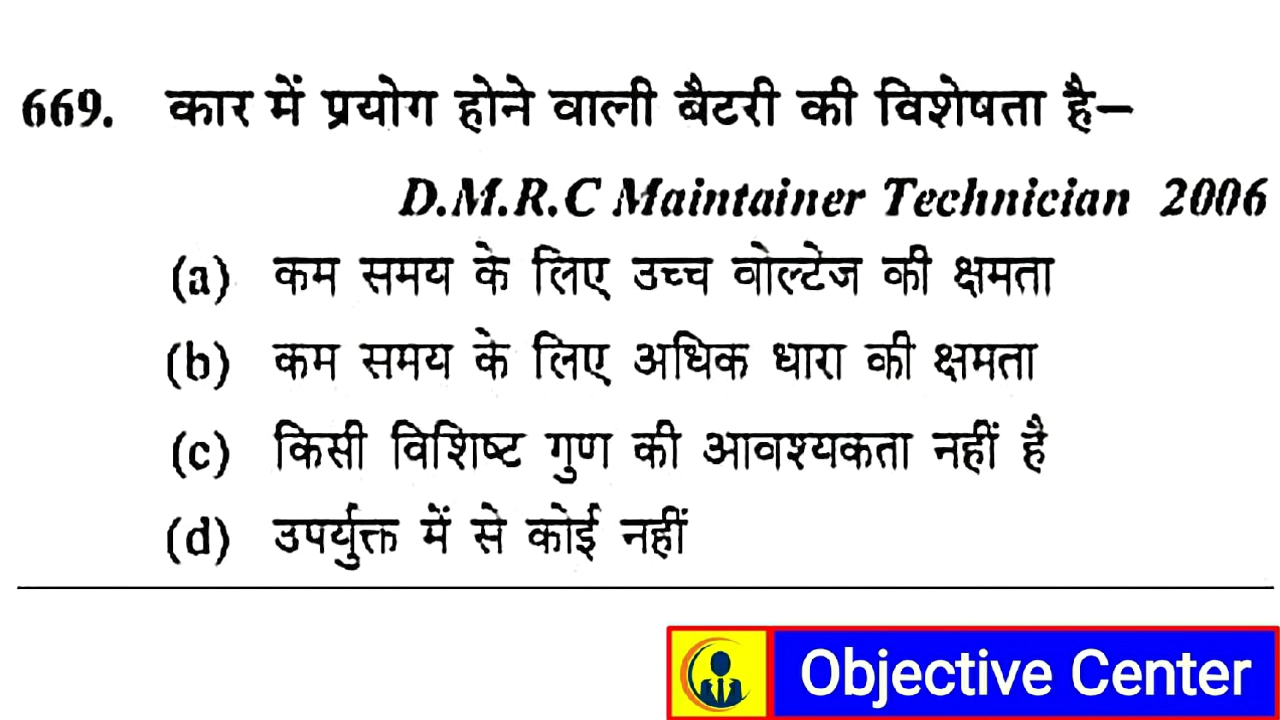 669. कार में प्रयोग होने वाली बैटरी की विशेषता है–
D.M.R.C Maintainer Technician 2006
(a) कम समय के लिए उच्च वोल्टेज की क्षमता
(b) कम समय के लिए अधिक धारा की क्षमता
(c) किसी विशिष्ट गुण की आवश्यकता नहीं है
(d) उपर्युक्त में से कोई नहीं
Objective Center